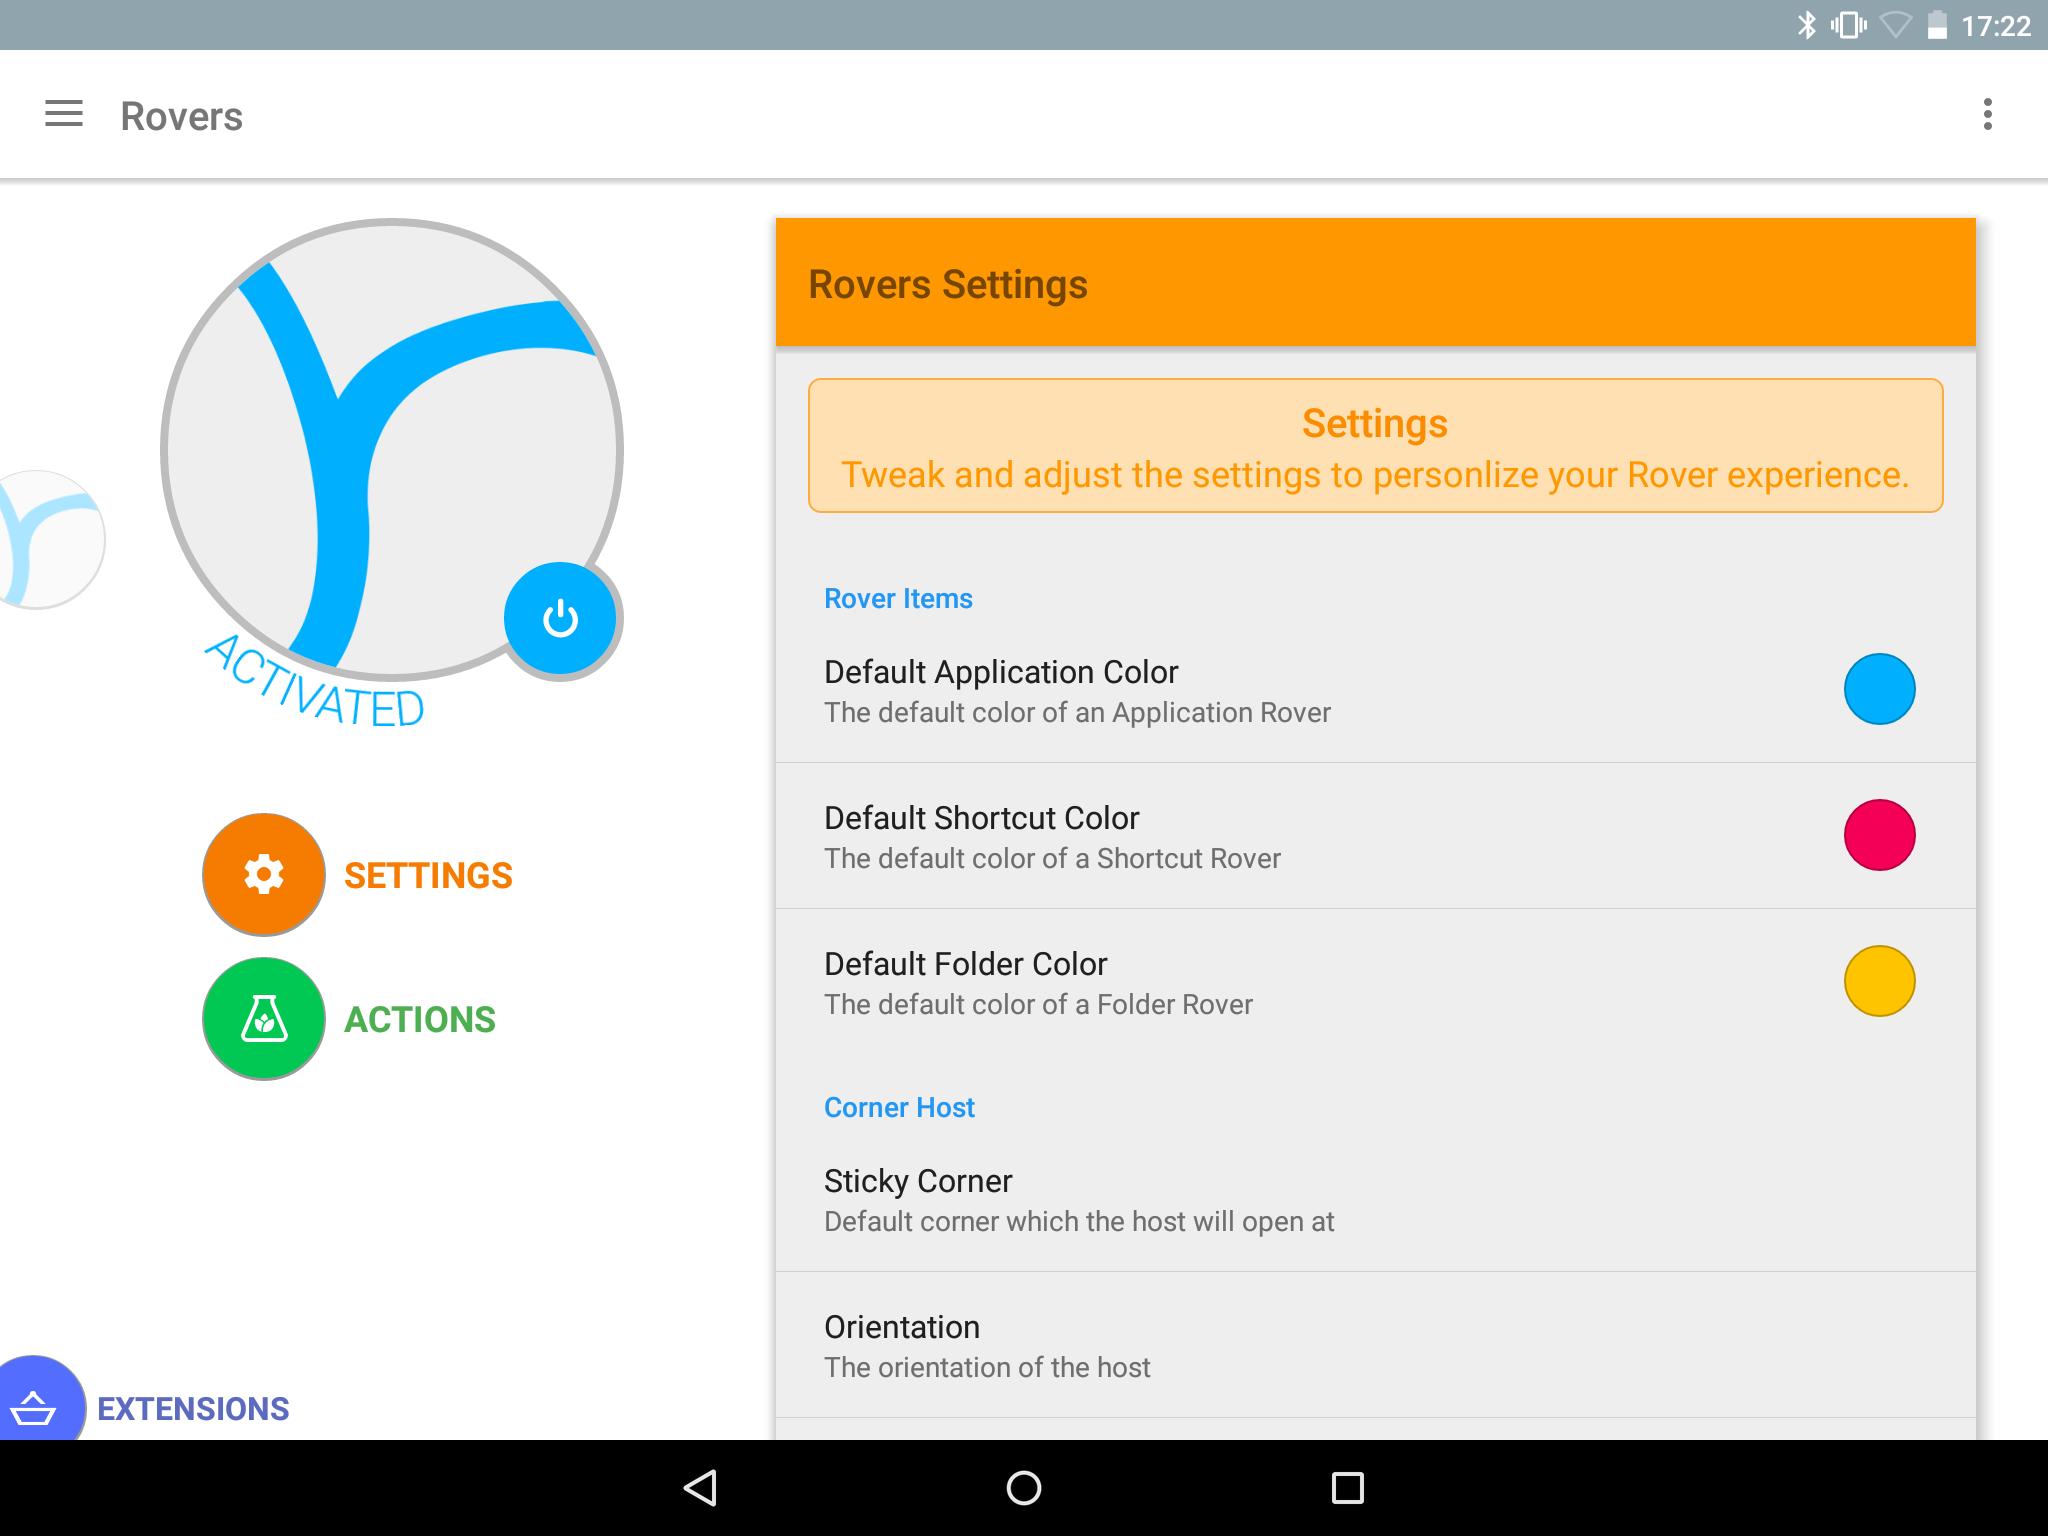 17:22
Rovers
ACTIVATED
SETTINGS
ACTIONS
EXTENSIONS
Rovers Settings
Settings
Tweak and adjust the settings to personlize your Rover experience.
Rover Items
Default Application Color
The default color of an Application Rover
Default Shortcut Color
The default color of a Shortcut Rover
Default Folder Color
The default color of a Folder Rover
Corner Host
Sticky Corner
Default corner which the host will open at
Orientation
The orientation of the host